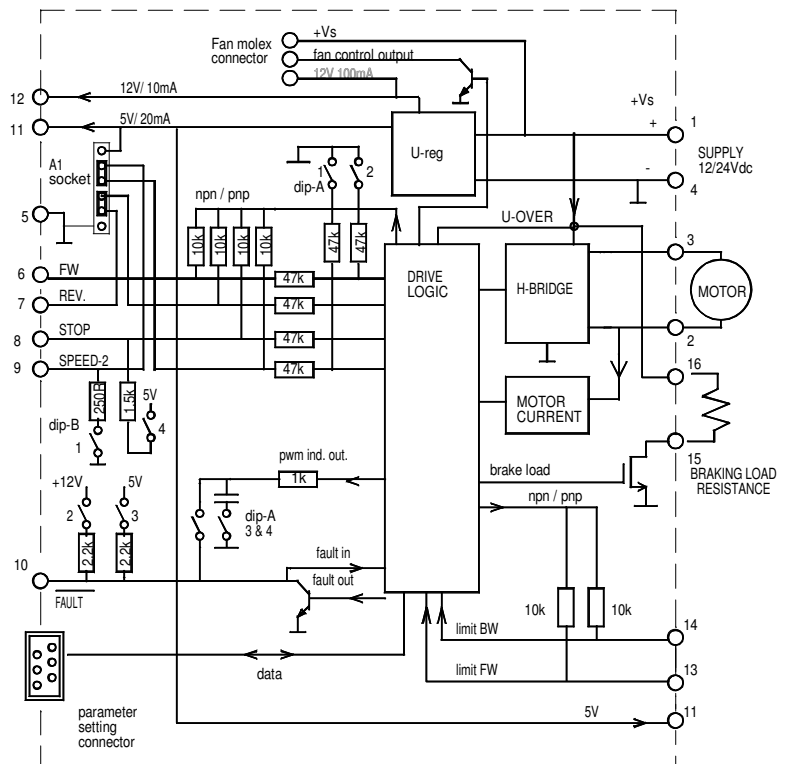 Fan molex
connector
+Vs
fan control output
12V 100mA
12
12V/ 10mA
11
5V/ 20mA
+Vs
1
+
SUPPLY
12/24Vdc
-
4
U-reg
A1
socket
1
2
dip-A
npn / pnp
5
10k
10k
10k
10k
47k
47k
U-OVER
6
FW
47k
7
REV.
47k
8
STOP
47k
9
SPEED-2
47k
DRIVE
LOGIC
H-BRIDGE
3
MOTOR
2
16
MOTOR
CURRENT
250R
1.5k
5V
4
dip-B
1
15
BRAKING LOAD
RESISTANCE
brake load
pwm ind. out.
1k
+12V
5V
2
3
2.2k
2.2k
dip-A
3 & 4
npn / pnp
10
FAULT
fault in
fault out
10k
10k
limit BW
14
limit FW
13
data
5V
11
parameter
setting
connector